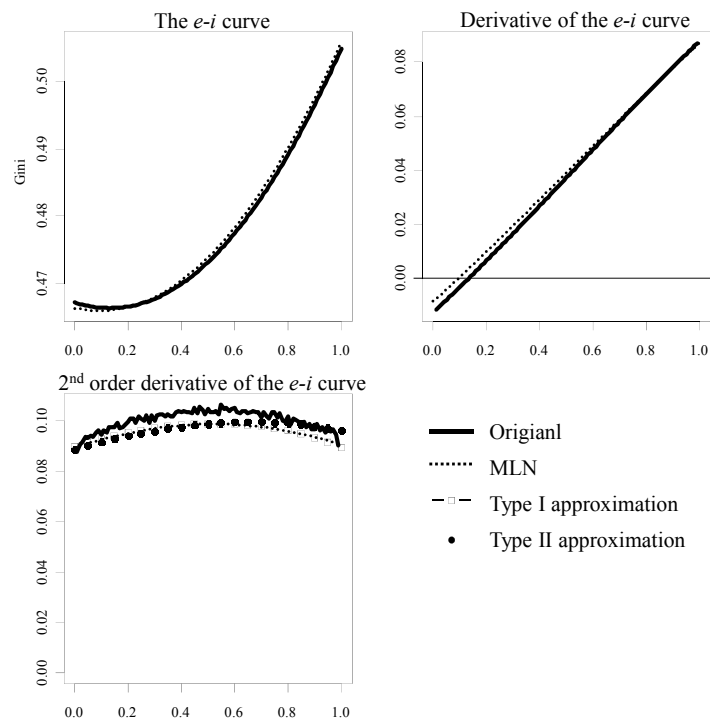 The e-i curve
Derivative of the e-i curve
Gini
0.50
0.49
0.48
0.47
0.0 0.2 0.4 0.6 0.8 1.0
0.08
0.06
0.04
0.02
0.00
0.0 0.2 0.4 0.6 0.8 1.0
2nd order derivative of the e-i curve
0.10
0.08
0.06
0.04
0.02
0.00
0.0 0.2 0.4 0.6 0.8 1.0
Origianl
MLN
Type I approximation
Type II approximation